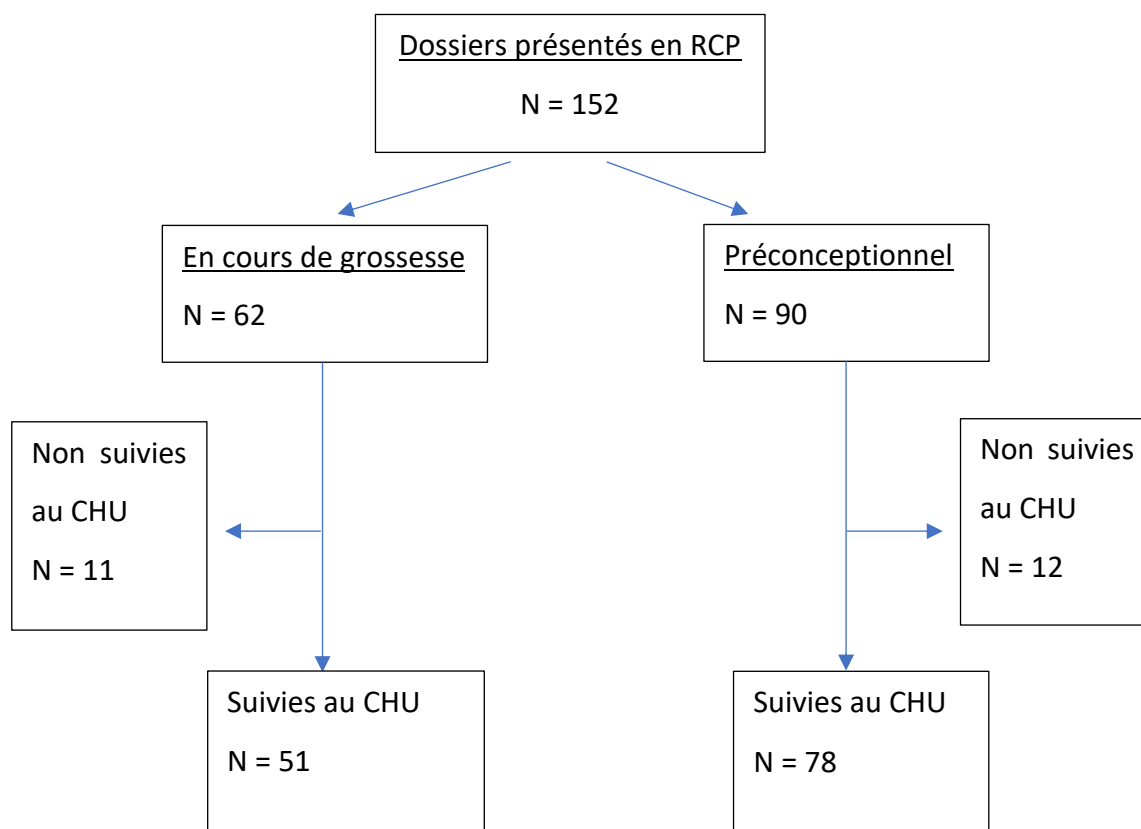 Dossiers présentés en RCP
N = 152
En cours de grossesse
N = 62
Préconceptionnel
N = 90
Non suivies
au CHU
N = 11
Non suivies
au CHU
N = 12
Suivies au CHU
N = 51
Suivies au CHU
N = 78